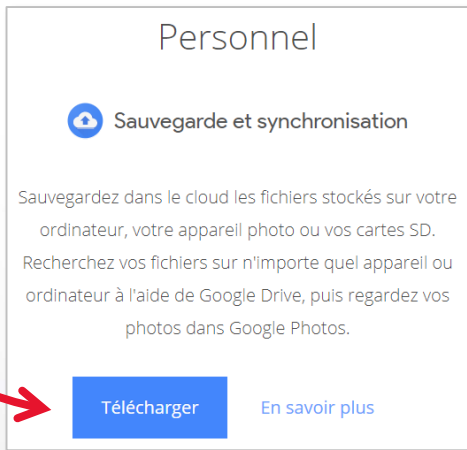 Personnel
Sauvegarde et synchronisation
Sauvegardez dans le cloud les fichiers stockés sur votre
ordinateur, votre appareil photo ou vos cartes SD.
Recherchez vos fichiers sur n'importe quel appareil ou
ordinateur à l'aide de Google Drive, puis regardez vos
photos dans Google Photos.
Télécharger En savoir plus